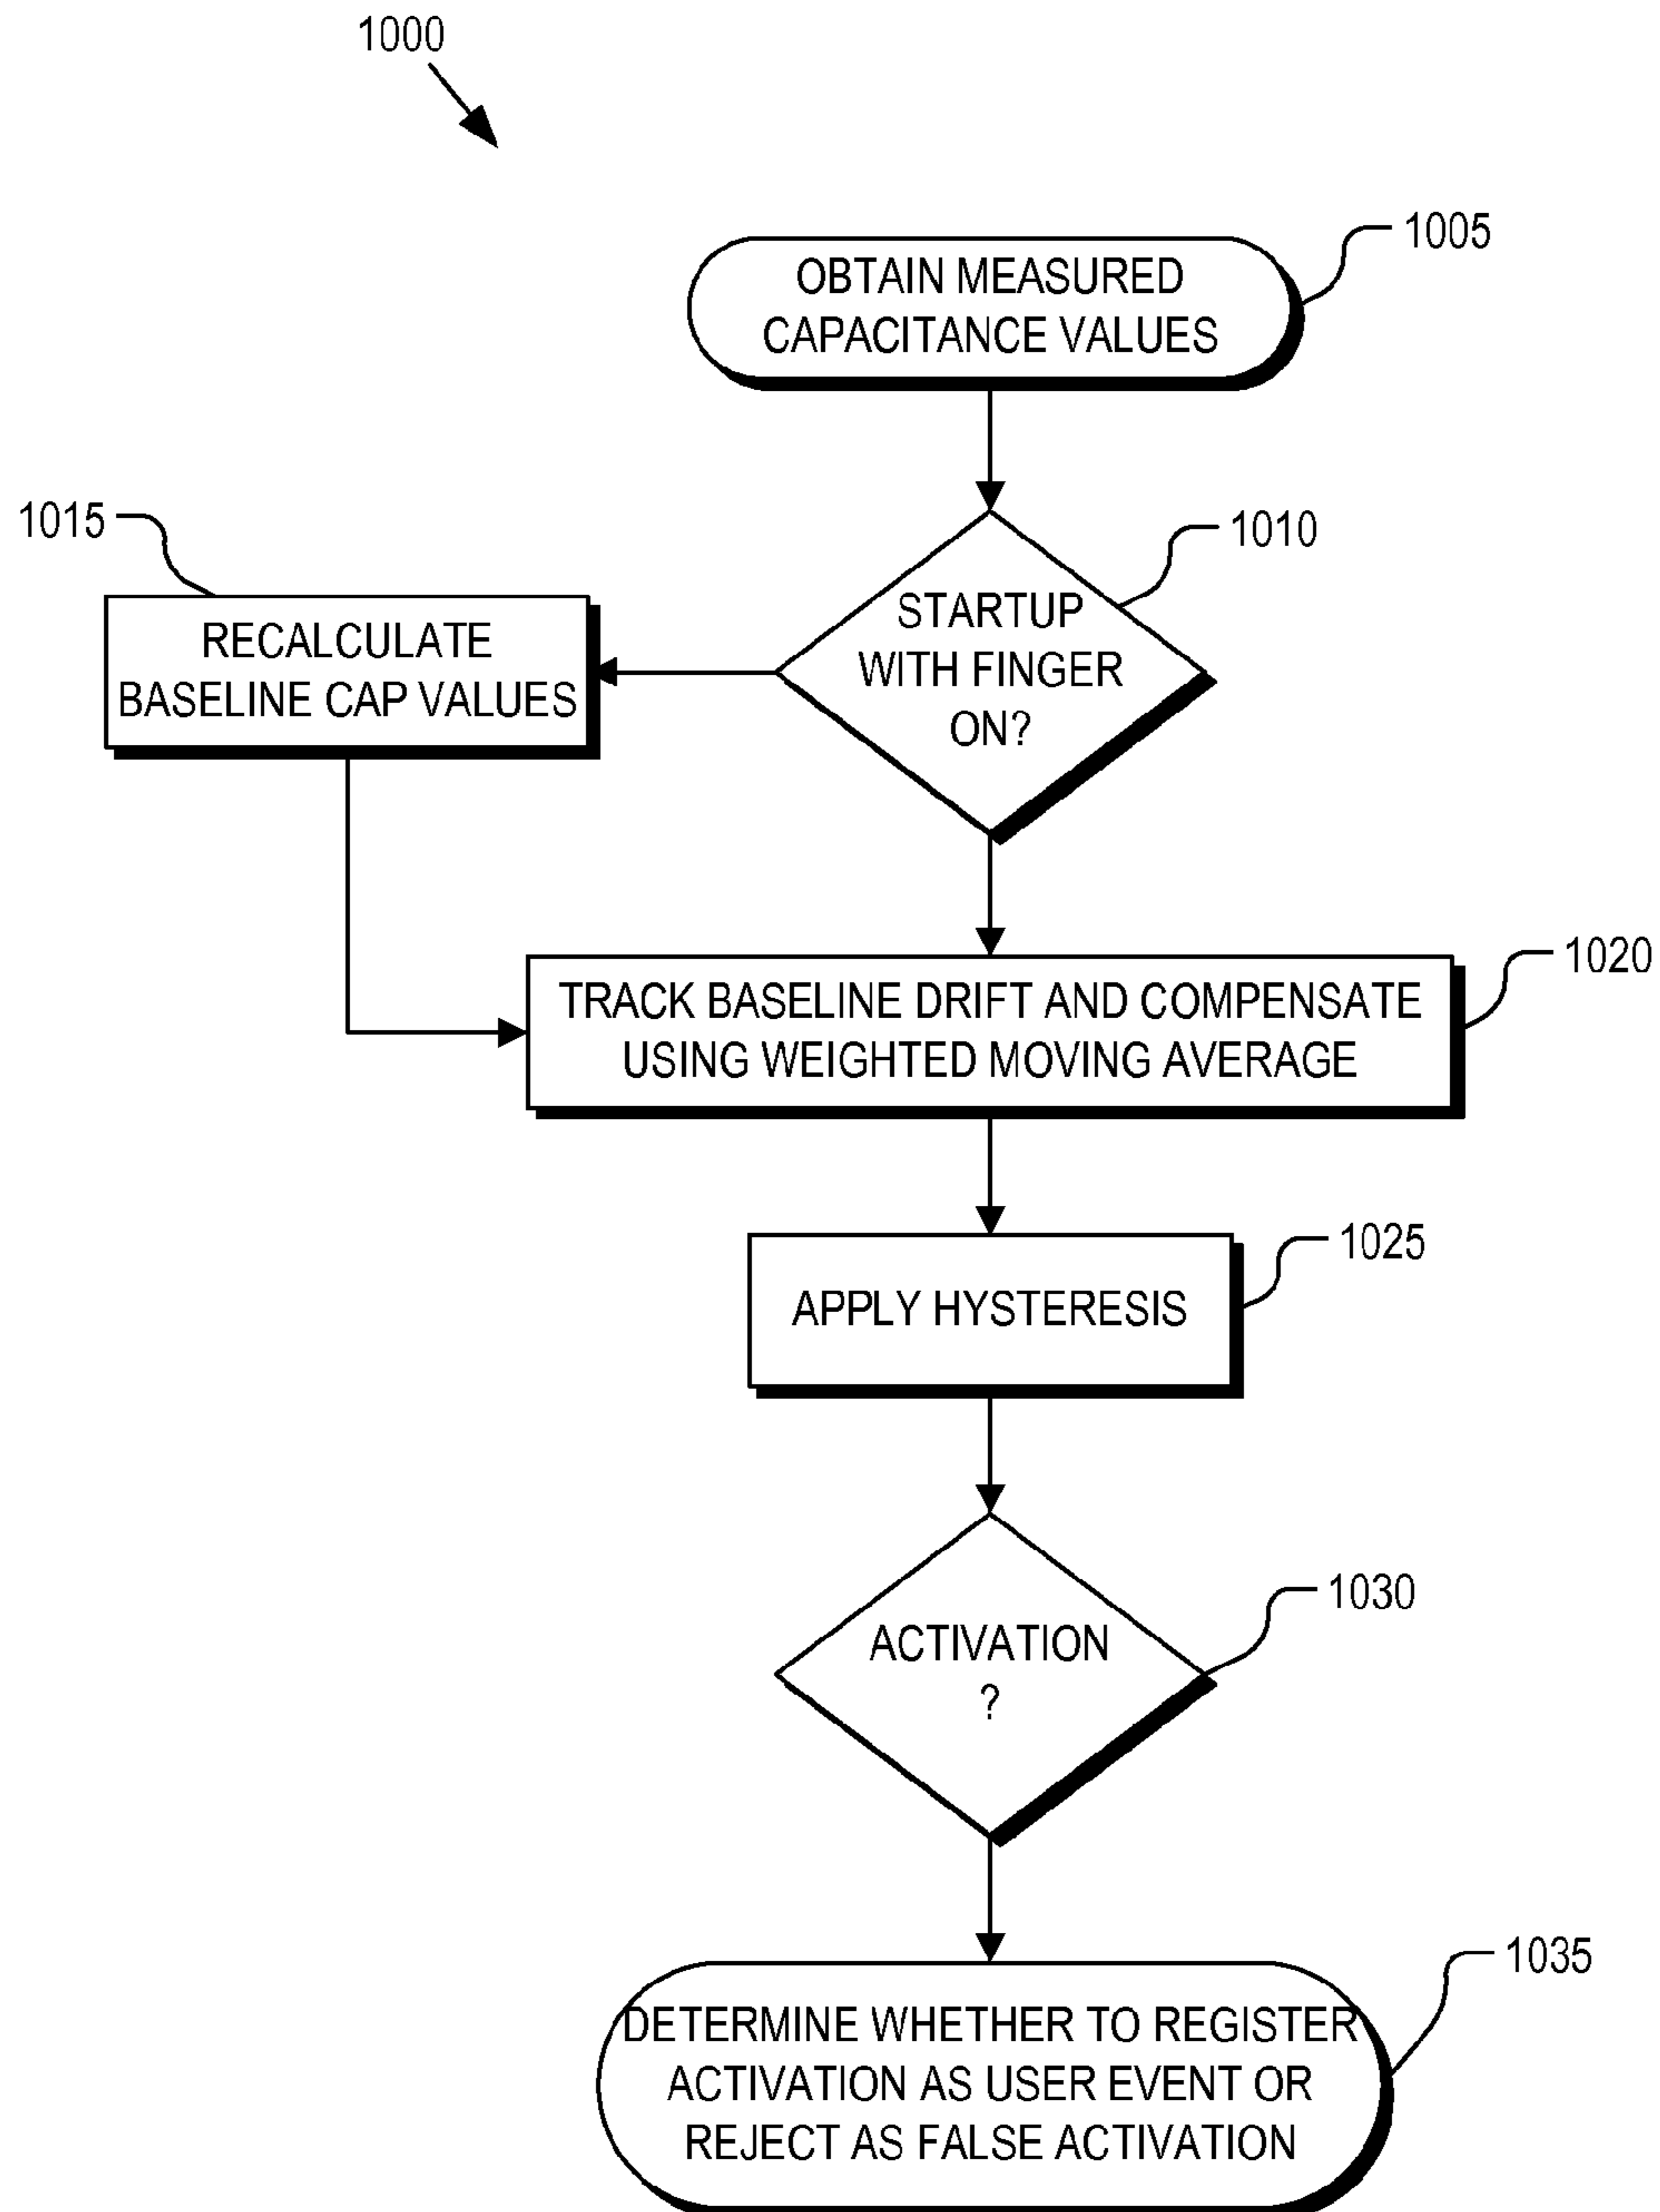 1000
1005
OBTAIN MEASURED
CAPACITANCE VALUES
1010
1015
STARTUP
WITH FINGER
ON?
RECALCULATE
BASELINE CAP VALUES
1020
TRACK BASELINE DRIFT AND COMPENSATE
USING WEIGHTED MOVING AVERAGE
1025
APPLY HYSTERESIS
1030
ACTIVATION
?
1035
DETERMINE WHETHER TO REGISTER
ACTIVATION AS USER EVENT OR
REJECT AS FALSE ACTIVATION